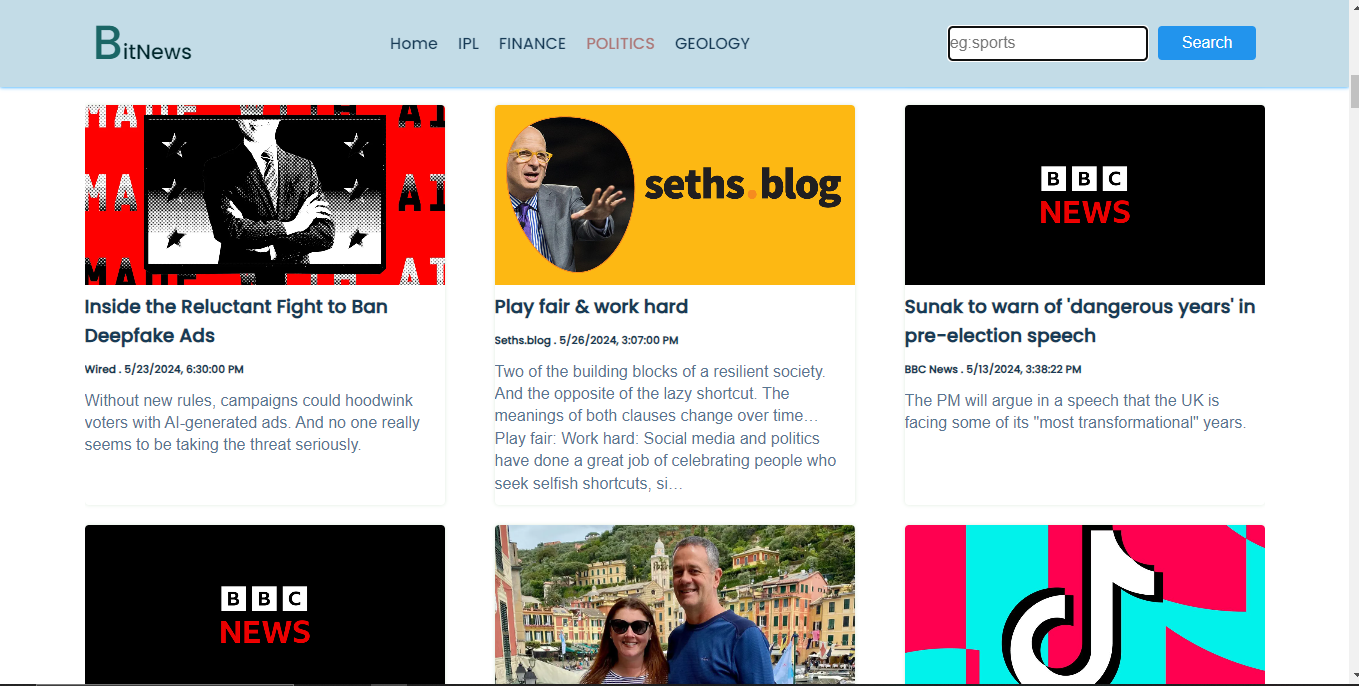 BitNews
Home IPL FINANCE POLITICS GEOLOGY
eg:sports
Search
MADE WITH AI
MA AI
MADE WITH AI
Inside the Reluctant Fight to Ban
Deepfake Ads
Wired . 5/23/2024, 6:30:00 PM
Without new rules, campaigns could hoodwink
voters with AI-generated ads. And no one really
seems to be taking the threat seriously.
seths.blog
Play fair & work hard
Seths.blog . 5/26/2024, 3:07:00 PM
Two of the building blocks of a resilient society.
And the opposite of the lazy shortcut. The
meanings of both clauses change over time…
Play fair: Work hard: Social media and politics
have done a great job of celebrating people who
seek selfish shortcuts, si…
BBC
NEWS
Sunak to warn of 'dangerous years' in
pre-election speech
BBC News . 5/13/2024, 3:38:22 PM
The PM will argue in a speech that the UK is
facing some of its "most transformational" years.
BBC
NEWS